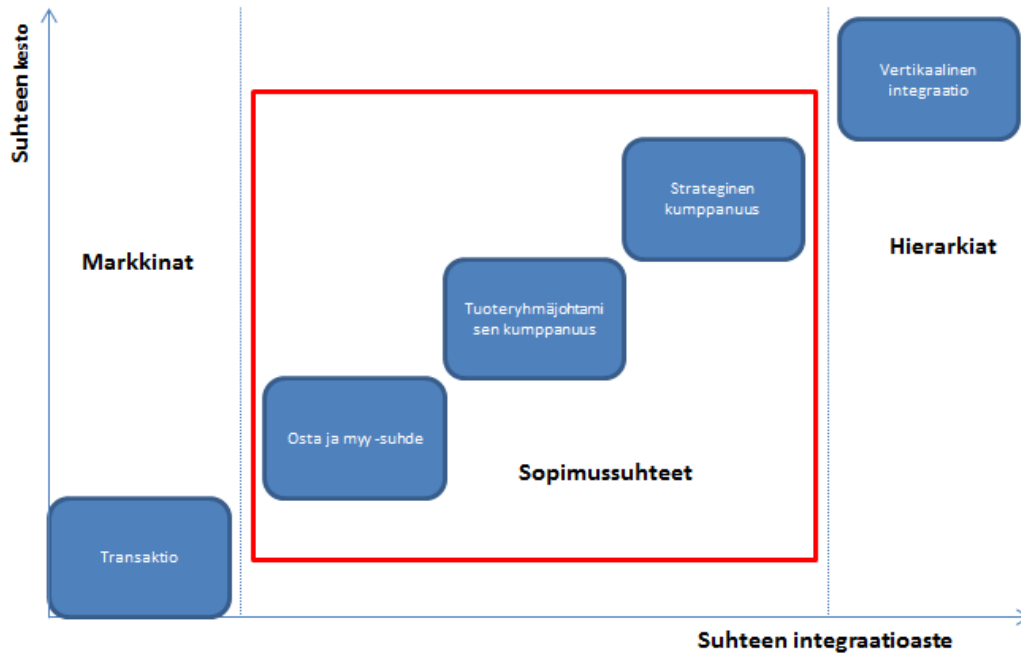 Suhteen kesto
Vertikaalinen
integraatio
Strateginen
kumppanuus
Markkinat
Hierarkiat
Tuoteryhmäjohtami
sen kumppanuus
Osta ja myy -suhde
Sopimussuhteet
Transaktio
Suhteen integraatioaste